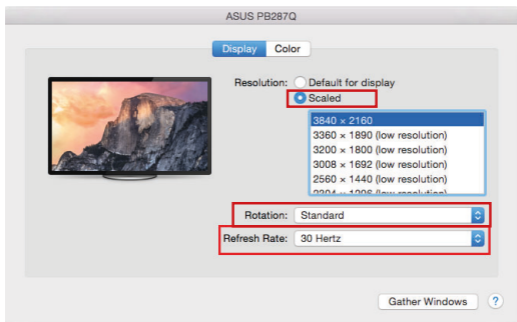 ASUS PB287Q
Display Color
Resolution: Default for display
Scaled
3840 × 2160
3360 × 1890 (low resolution)
3200 × 1800 (low resolution)
3008 × 1692 (low resolution)
2560 × 1440 (low resolution)
Rotation: Standard
Refresh Rate: 30 Hertz
Gather Windows ?